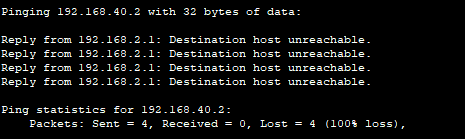 Pinging 192.168.40.2 with 32 bytes of data:
Reply from 192.168.2.1: Destination host unreachable.
Reply from 192.168.2.1: Destination host unreachable.
Reply from 192.168.2.1: Destination host unreachable.
Reply from 192.168.2.1: Destination host unreachable.
Ping statistics for 192.168.40.2:
Packets: Sent = 4, Received = 0, Lost = 4 (100% loss),